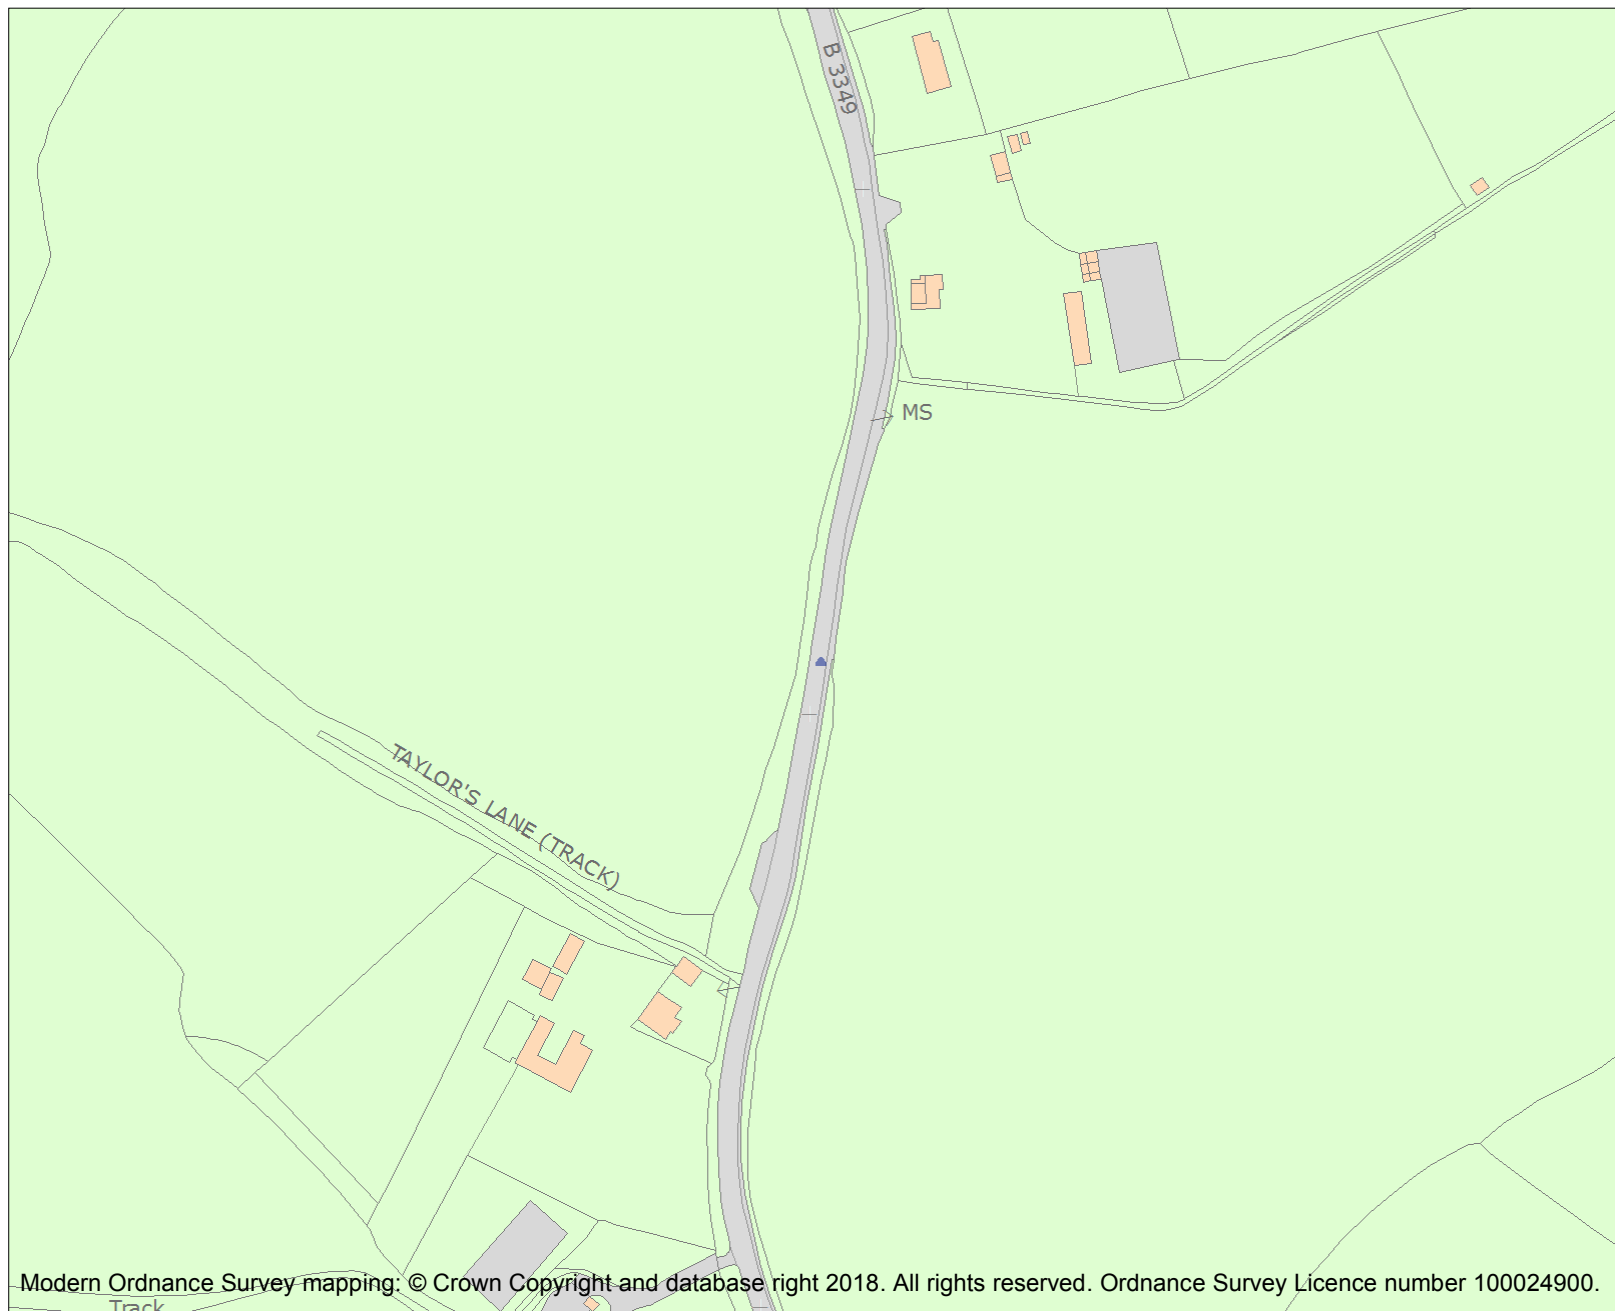 B 3349
MS
TAYLOR'S LANE (TRACK)
Modern Ordnance Survey mapping: © Crown Copyright and database right 2018. All rights reserved. Ordnance Survey Licence number 100024900.
Track